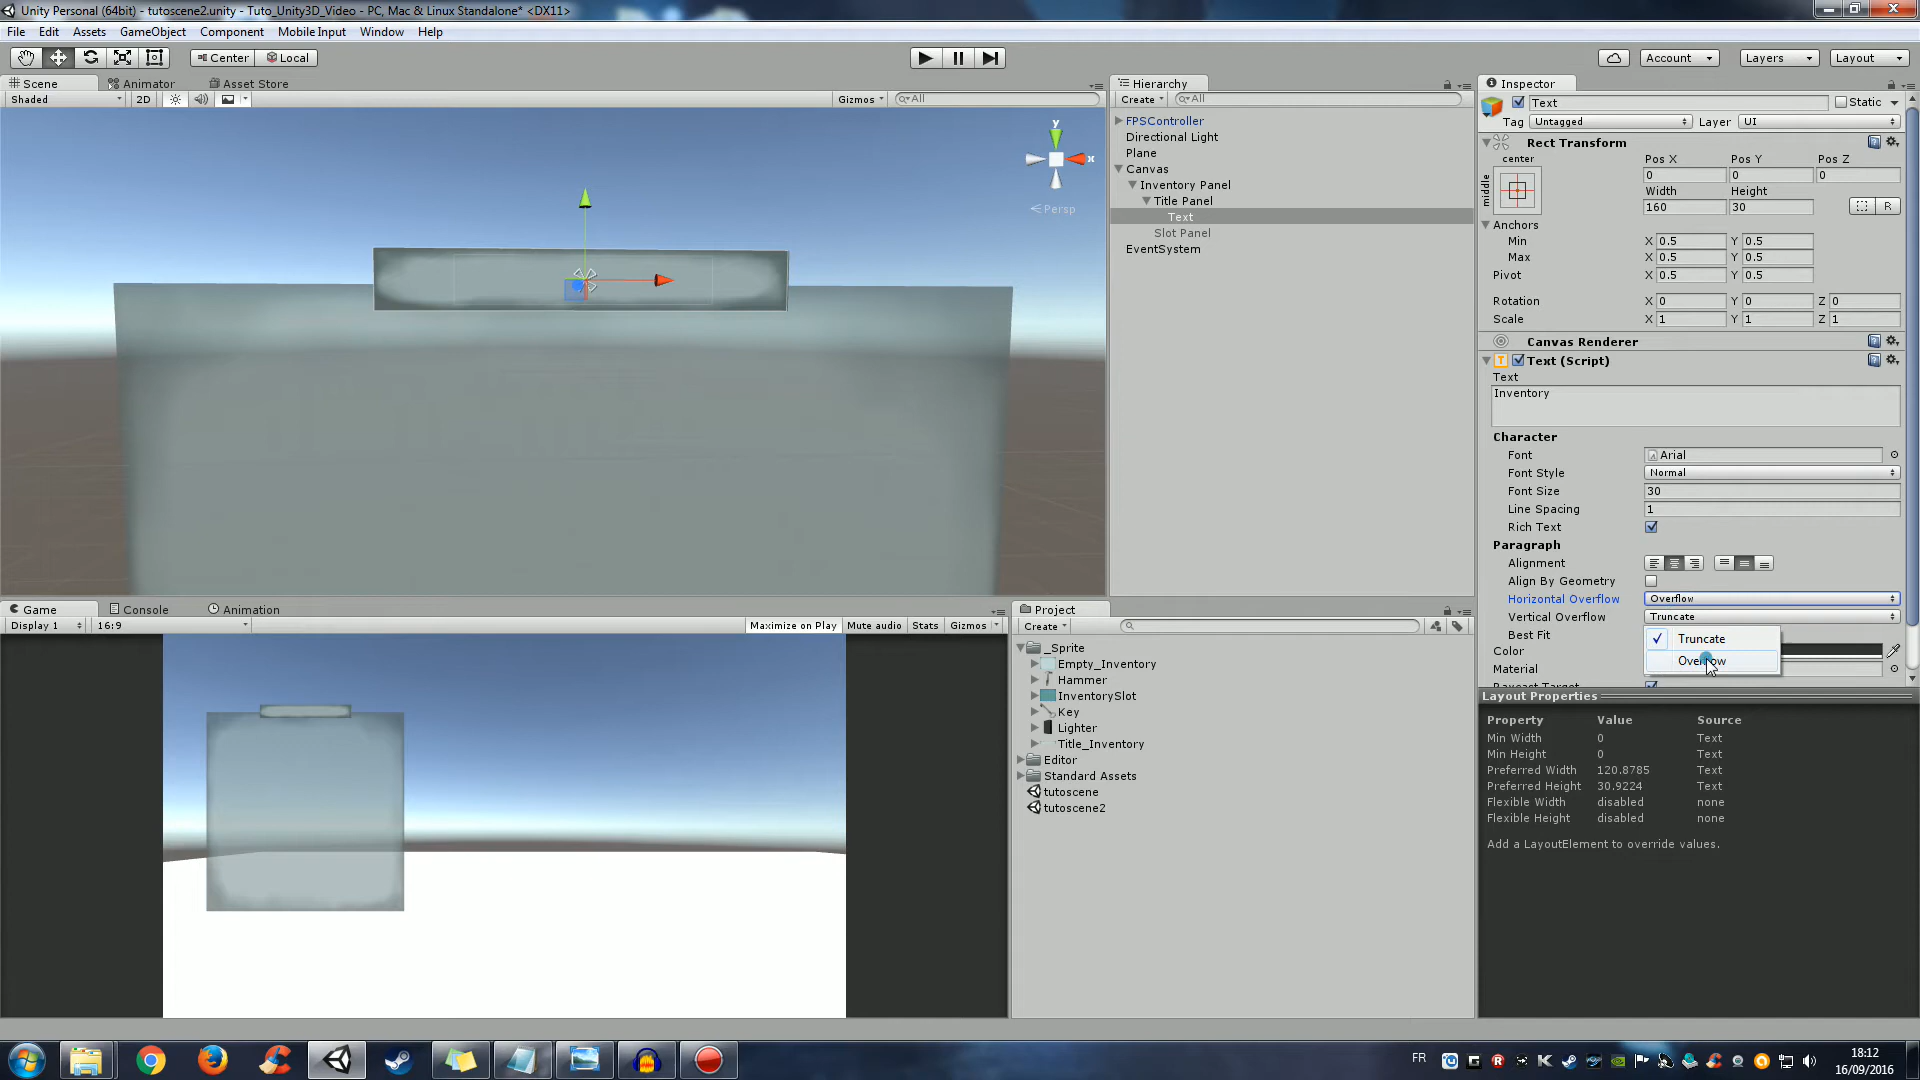 Unity Personal (64bit) - tutoscene2.unity - Tuto_Unity3D_Video - PC, Mac & Linux Standalone* <DX11>
File Edit Assets GameObject Component Mobile Input Window Help
Center Local Account Layers Layout
Scene Animator Asset Store
Shaded 2D Gizmos All
y
x
Persp
Hierarchy
Create All
FPSController
Directional Light
Plane
Canvas
Inventory Panel
Title Panel
Text
Slot Panel
EventSystem
Inspector
Text Static
Tag Untagged Layer UI
Rect Transform
center Pos X Pos Y Pos Z
middle 0 0 0
Width Height
160 30 R
Anchors
Min X 0.5 Y 0.5
Max X 0.5 Y 0.5
Pivot X 0.5 Y 0.5
Rotation X 0 Y 0 Z 0
Scale X 1 Y 1 Z 1
Canvas Renderer
T Text (Script)
Text
Inventory
Character
Font Arial
Font Style Normal
Font Size 30
Line Spacing 1
Rich Text
Paragraph
Alignment
Align By Geometry
Horizontal Overflow Overflow
Vertical Overflow Truncate
Best Fit Truncate
Color Overflow
Material
Raycast Target
Layout Properties
Property Value Source
Min Width 0 Text
Min Height 0 Text
Preferred Width 120.8785 Text
Preferred Height 30.9224 Text
Flexible Width disabled none
Flexible Height disabled none
Add a LayoutElement to override values.
Game Console Animation
Display 1 16:9 Maximize on Play Mute audio Stats Gizmos
Project
Create
_Sprite
Empty_Inventory
Hammer
InventorySlot
Key
Lighter
Title_Inventory
Editor
Standard Assets
tutoscene
tutoscene2
FR
18:12
16/09/2016